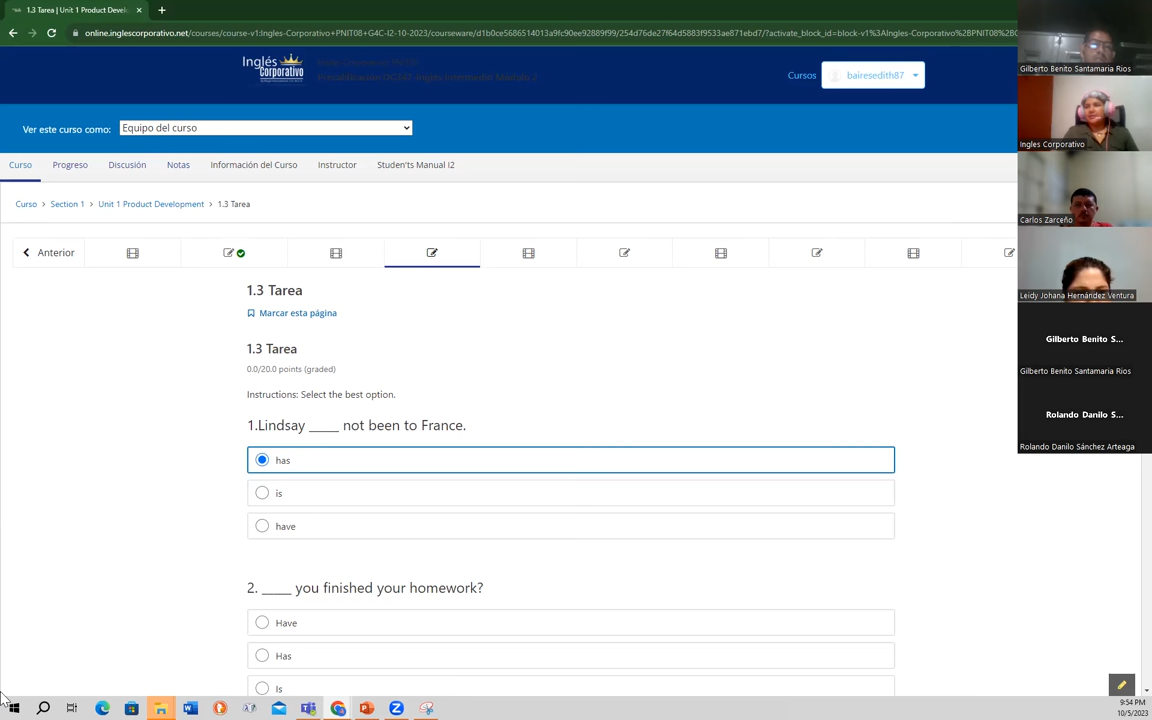 1.3 Tarea | Unit 1 Product Devel
online.inglescorporativo.net/courses/course-v1:Ingles-Corporativo+PNIT08+G4C-I2-10-2023/courseware/d1b0ce5686514013a9fc90ee92889f99/254d76de27f64d5883f9533ae871ebd7/?activate_block_id=block-v1%3AIngles-Corporativo%2BPNIT08%2BG
Inglés
Corporativo
Cursos
bairesedith87
Ver este curso como:
Equipo del curso
Curso
Progreso
Discusión
Notas
Información del Curso
Instructor
Studen'ts Manual I2
Curso > Section 1 > Unit 1 Product Development > 1.3 Tarea
Anterior
1.3 Tarea
Marcar esta página
1.3 Tarea
0.0/20.0 points (graded)
Instructions: Select the best option.
1.Lindsay _____ not been to France.
has
is
have
2. _____ you finished your homework?
Have
Has
Is
Gilberto Benito Santamaria Rios
Ingles Corporativo
Carlos Zarceño
Leidy Johana Hernández Ventura
Gilberto Benito S...
Gilberto Benito Santamaria Rios
Rolando Danilo S...
Rolando Danilo Sánchez Arteaga
9:54 PM
10/5/2023